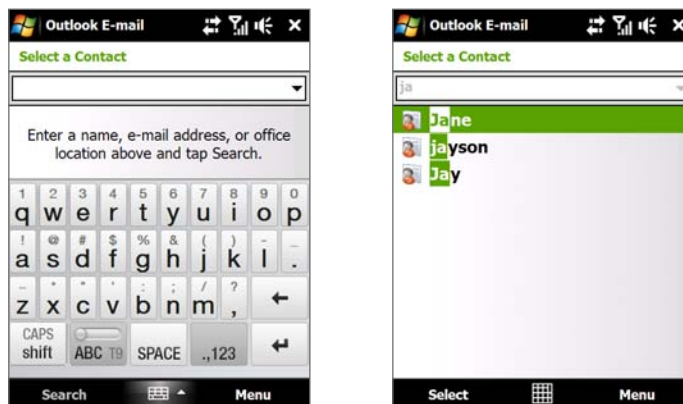 Outlook E-mail
Select a Contact
Enter a name, e-mail address, or office
location above and tap Search.
1 2 3 4 5 6 7 8 9 0
q w e r t y u i o p
! @ # $ % & ( ) - _
a s d f g h j k l .
: ; / ?
z x c v b n m ,
CAPS
shift ABC T9 SPACE .,123
Search Menu
Outlook E-mail
Select a Contact
ja
Jane
jayson
Jay
Select Menu